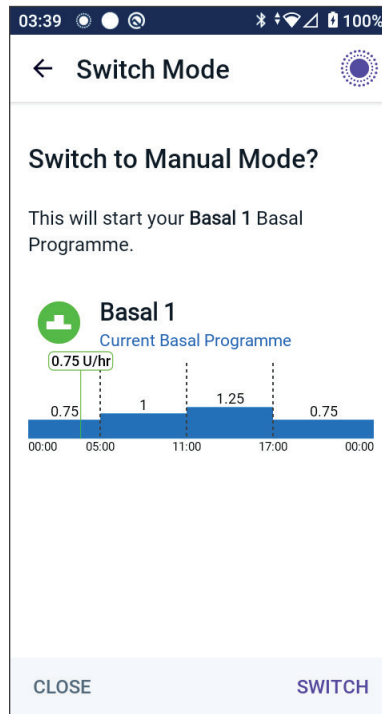 03:39 100%
Switch Mode
Switch to Manual Mode?
This will start your Basal 1 Basal
Programme.
Basal 1
Current Basal Programme
0.75 U/hr
0.75 1 1.25 0.75
00:00 05:00 11:00 17:00 00:00
CLOSE SWITCH